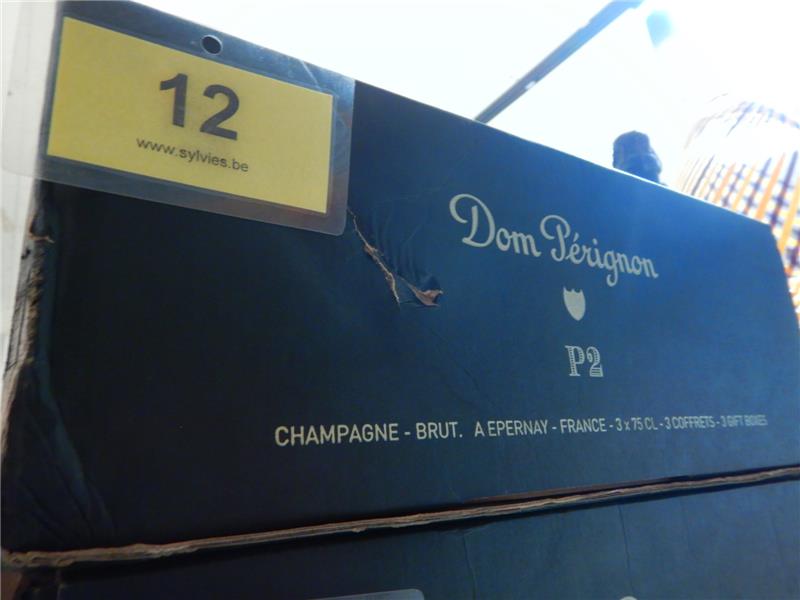 12
www.sylvies.be
Dom Pérignon
P2
CHAMPAGNE - BRUT. A EPERNAY - FRANCE - 3 x 75 CL - 3 COFFRETS - 3 GIFT BOXES